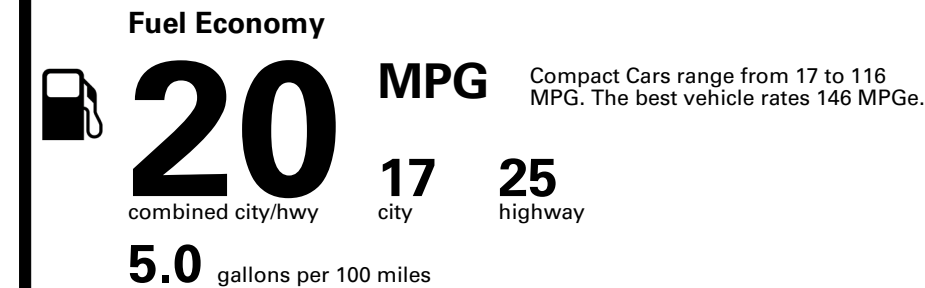 Fuel Economy
20 MPG
Compact Cars range from 17 to 116
MPG. The best vehicle rates 146 MPGe.
17 25
combined city/hwy city highway
5.0 gallons per 100 miles